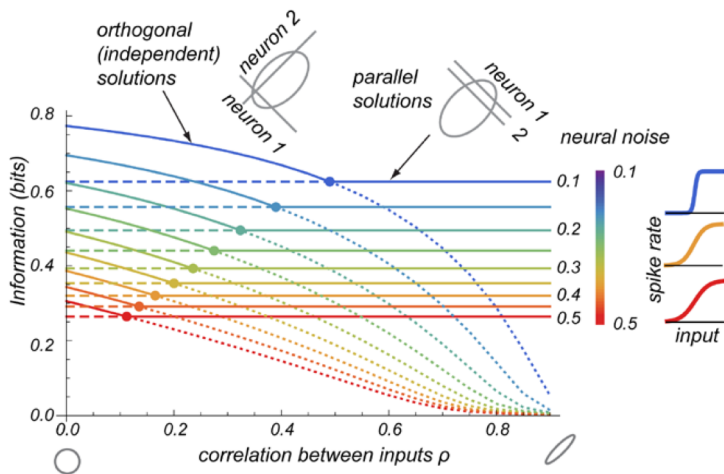 orthogonal
(independent)
solutions
neuron 2
neuron 1
parallel
solutions
neuron 1
2
neural noise
0.8
0.6
0.4
0.2
0.0
Information (bits)
0.1
0.2
0.3
0.4
0.5
0.1
0.5
spike rate
input
0.0
0.2
0.4
0.6
0.8
correlation between inputs ρ